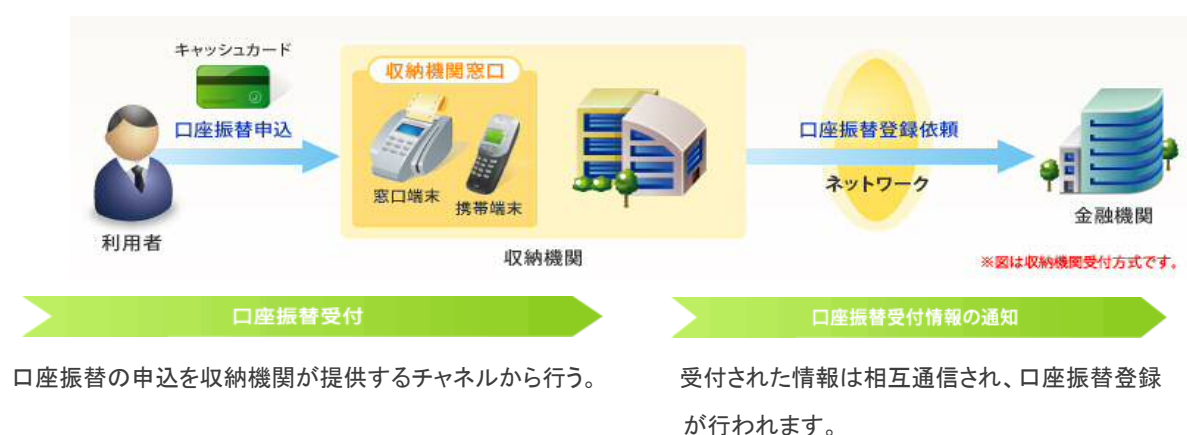 キャッシュカード
口座振替申込
利用者
収納機関窓口
窓口端末
携帯端末
収納機関
口座振替登録依頼
ネットワーク
金融機関
※図は収納機関受付方式です。
口座振替受付
口座振替受付情報の通知
口座振替の申込を収納機関が提供するチャネルから行う。
受付された情報は相互通信され、口座振替登録
が行われます。